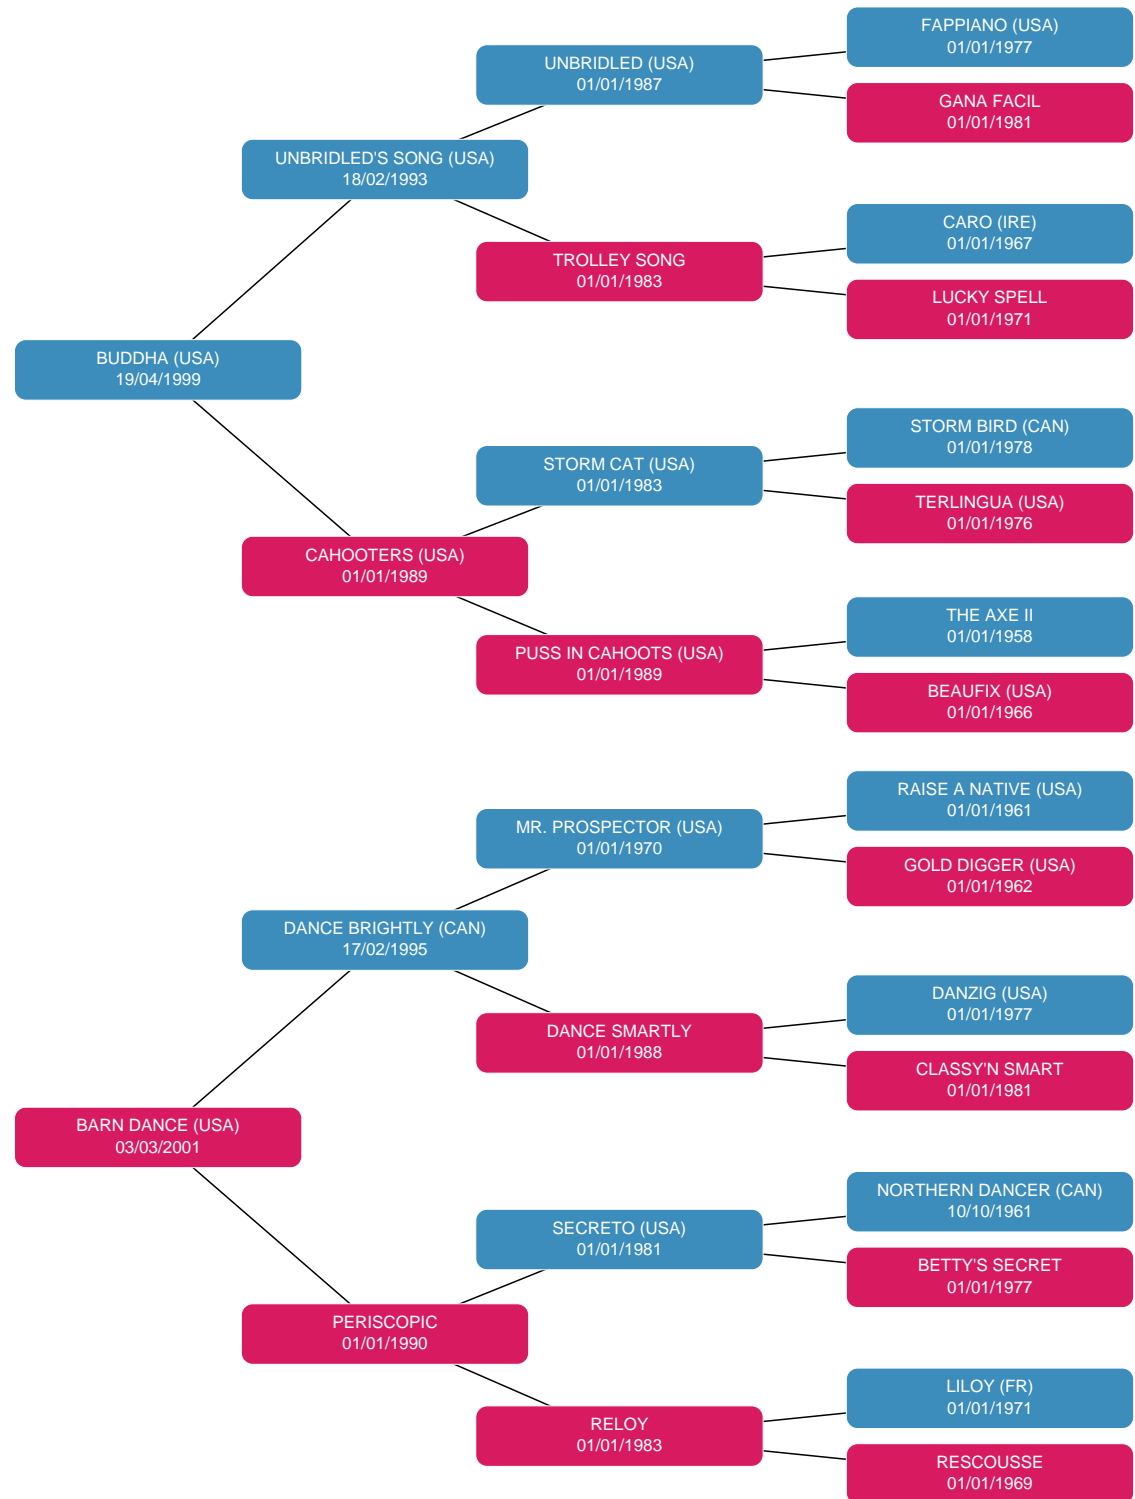 FAPPIANO (USA)
01/01/1977
UNBRIDLED (USA)
01/01/1987
GANA FACIL
01/01/1981
UNBRIDLED'S SONG (USA)
18/02/1993
CARO (IRE)
01/01/1967
TROLLEY SONG
01/01/1983
LUCKY SPELL
01/01/1971
BUDDHA (USA)
19/04/1999
STORM BIRD (CAN)
01/01/1978
STORM CAT (USA)
01/01/1983
TERLINGUA (USA)
01/01/1976
CAHOOTERS (USA)
01/01/1989
THE AXE II
01/01/1958
PUSS IN CAHOOTS (USA)
01/01/1989
BEAUFIX (USA)
01/01/1966
RAISE A NATIVE (USA)
01/01/1961
MR. PROSPECTOR (USA)
01/01/1970
GOLD DIGGER (USA)
01/01/1962
DANCE BRIGHTLY (CAN)
17/02/1995
DANZIG (USA)
01/01/1977
DANCE SMARTLY
01/01/1988
CLASSY'N SMART
01/01/1981
BARN DANCE (USA)
03/03/2001
NORTHERN DANCER (CAN)
10/10/1961
SECRETO (USA)
01/01/1981
BETTY'S SECRET
01/01/1977
PERISCOPIC
01/01/1990
LILOY (FR)
01/01/1971
RELOY
01/01/1983
RESCOUSSE
01/01/1969